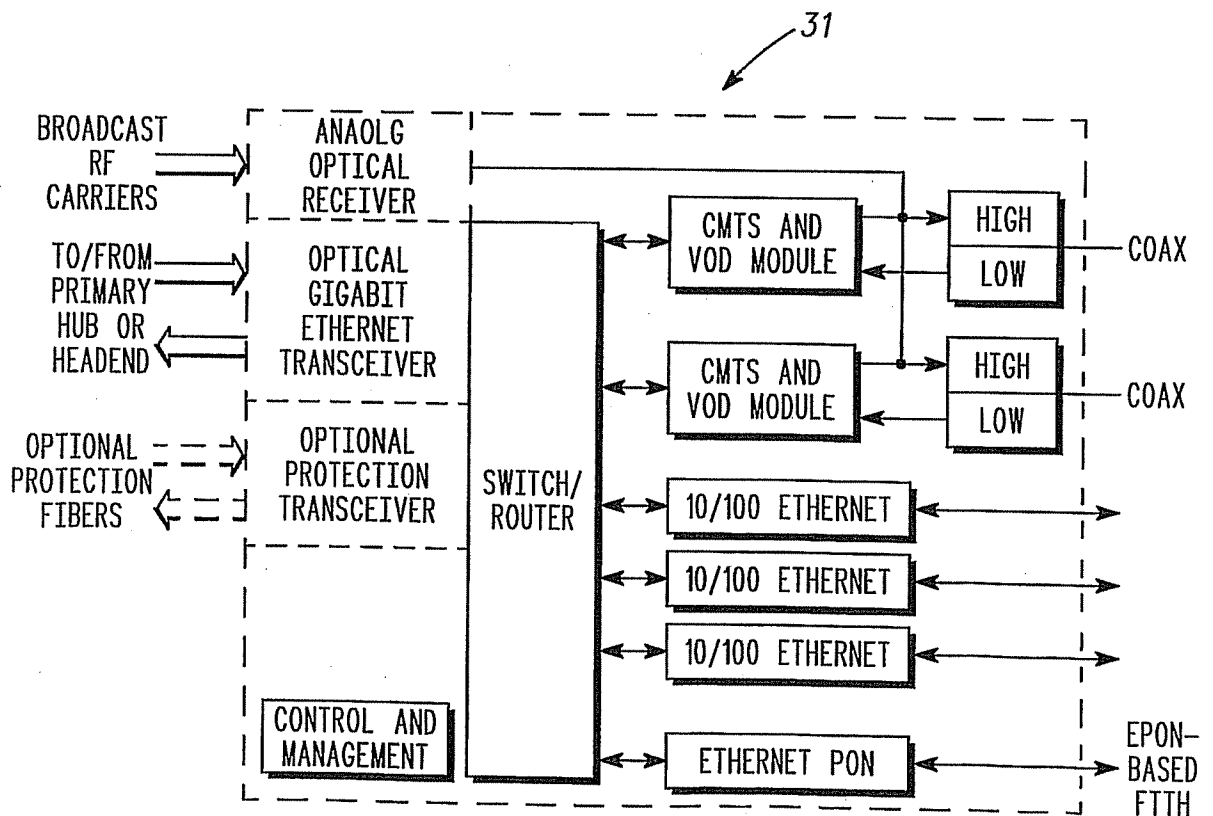 31
BROADCAST
RF
CARRIERS
ANAOLG
OPTICAL
RECEIVER
TO/FROM
PRIMARY
HUB OR
HEADEND
OPTICAL
GIGABIT
ETHERNET
TRANSCEIVER
OPTIONAL
PROTECTION
FIBERS
OPTIONAL
PROTECTION
TRANSCEIVER
CONTROL AND
MANAGEMENT
SWITCH/
ROUTER
CMTS AND
VOD MODULE
HIGH
LOW
COAX
CMTS AND
VOD MODULE
HIGH
LOW
COAX
10/100 ETHERNET
10/100 ETHERNET
10/100 ETHERNET
ETHERNET PON
EPON-
BASED
FTTH